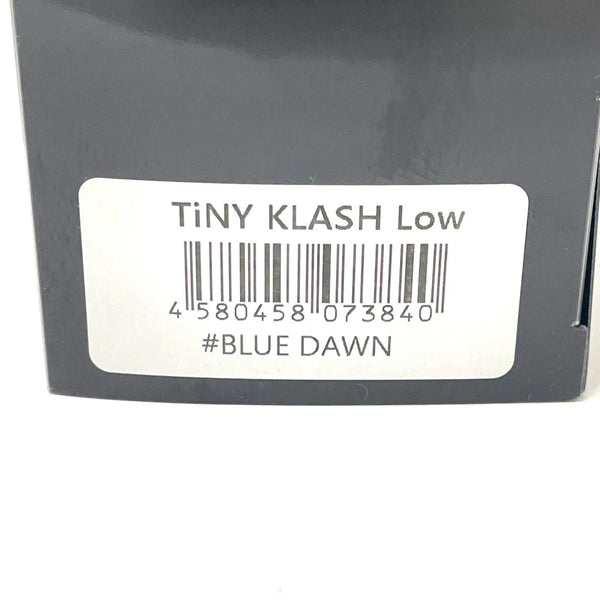 TiNY KLASH Low
4 580458 073840
#BLUE DAWN